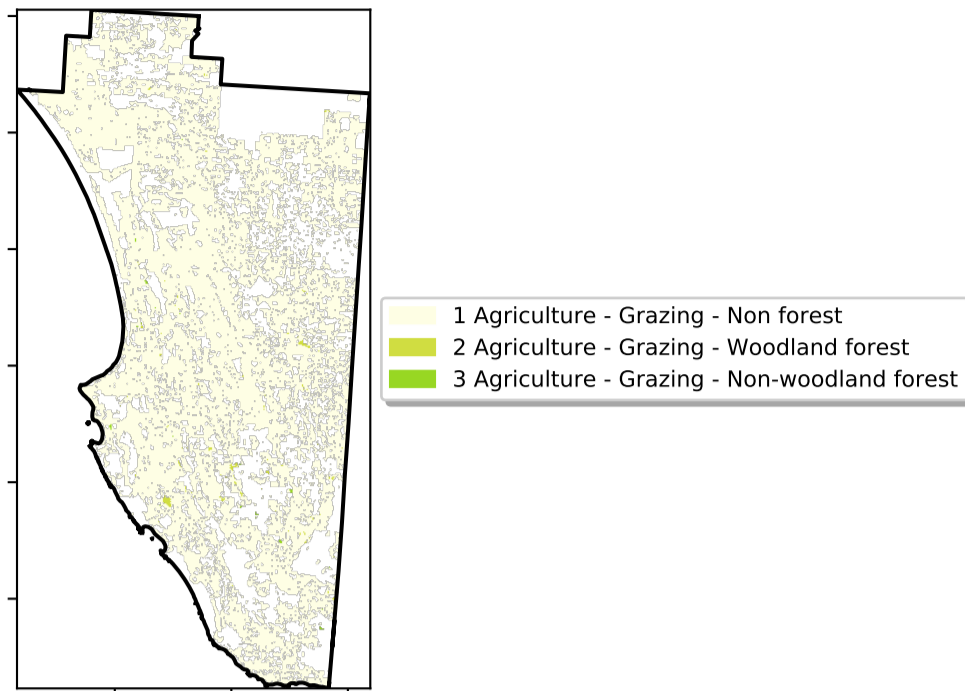 1 Agriculture - Grazing - Non forest
2 Agriculture - Grazing - Woodland forest
3 Agriculture - Grazing - Non-woodland forest